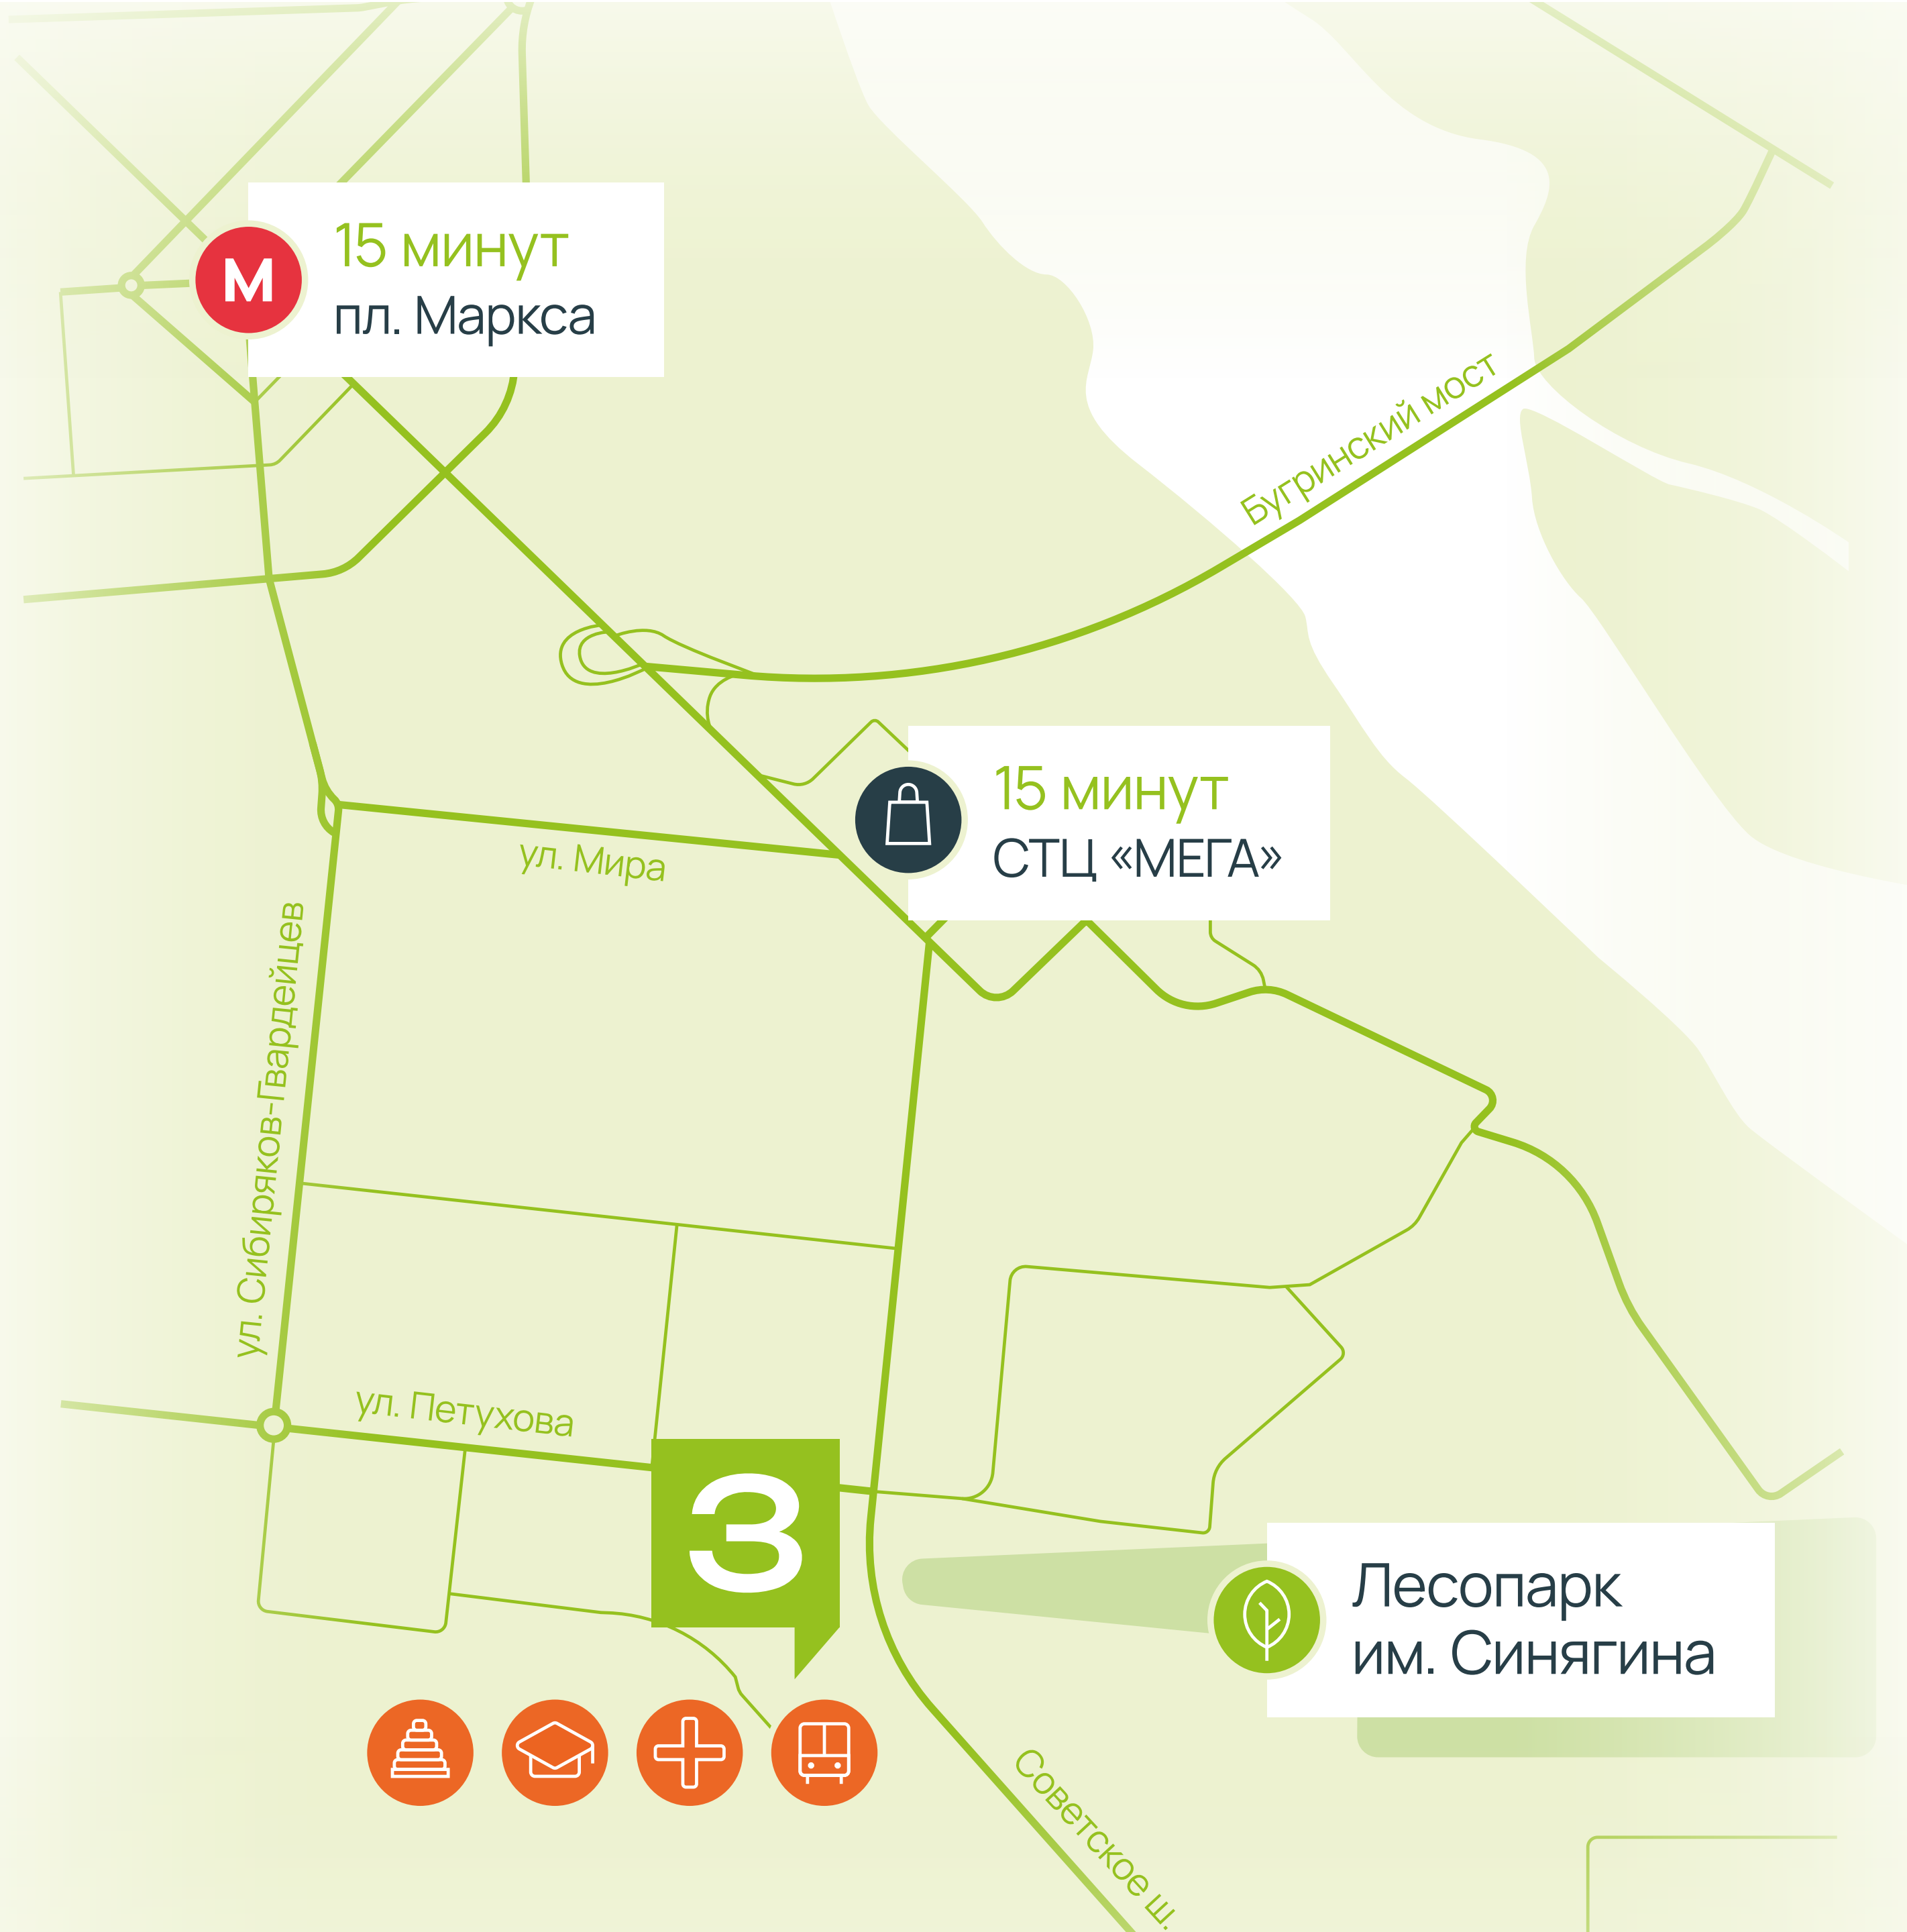 М
15 минут
пл. Маркса
Бугринский мост
15 минут
СТЦ «МЕГА»
ул. Мира
ул. Сибиряков-Гвардейцев
ул. Петухова
3
Лесопарк
им. Синягина
Советское ш.